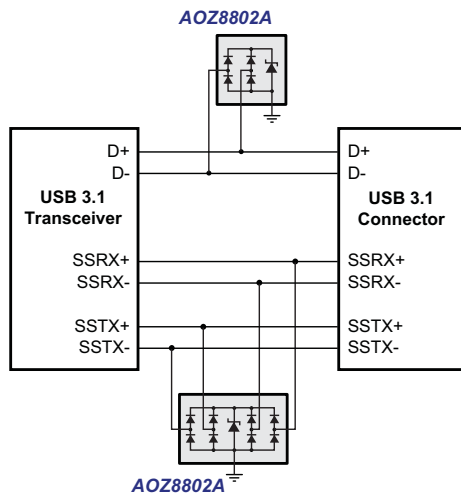 AOZ8802A
D+
D-
USB 3.1
Transceiver
SSRX+
SSRX-
SSTX+
SSTX-
D+
D-
USB 3.1
Connector
SSRX+
SSRX-
SSTX+
SSTX-
AOZ8802A